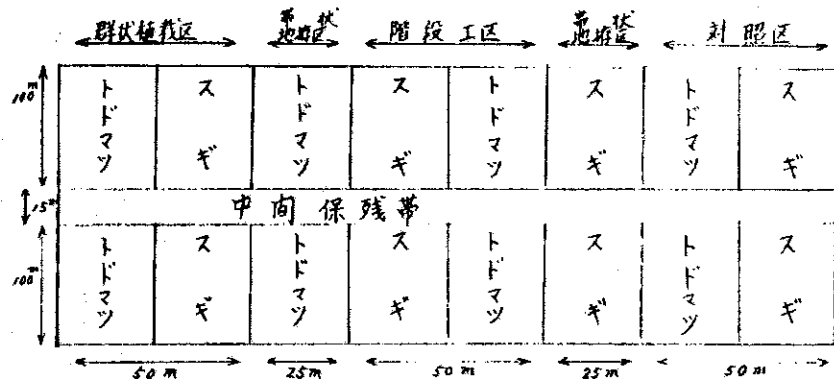 群状植栽区 帯状地拵区 階段工区 帯状地拵区 対照区
100m トドマツ スギ トドマツ スギ トドマツ スギ トドマツ スギ
15m 中間保残帯
100m トドマツ スギ トドマツ スギ トドマツ スギ トドマツ スギ
50m 25m 50m 25m 50m